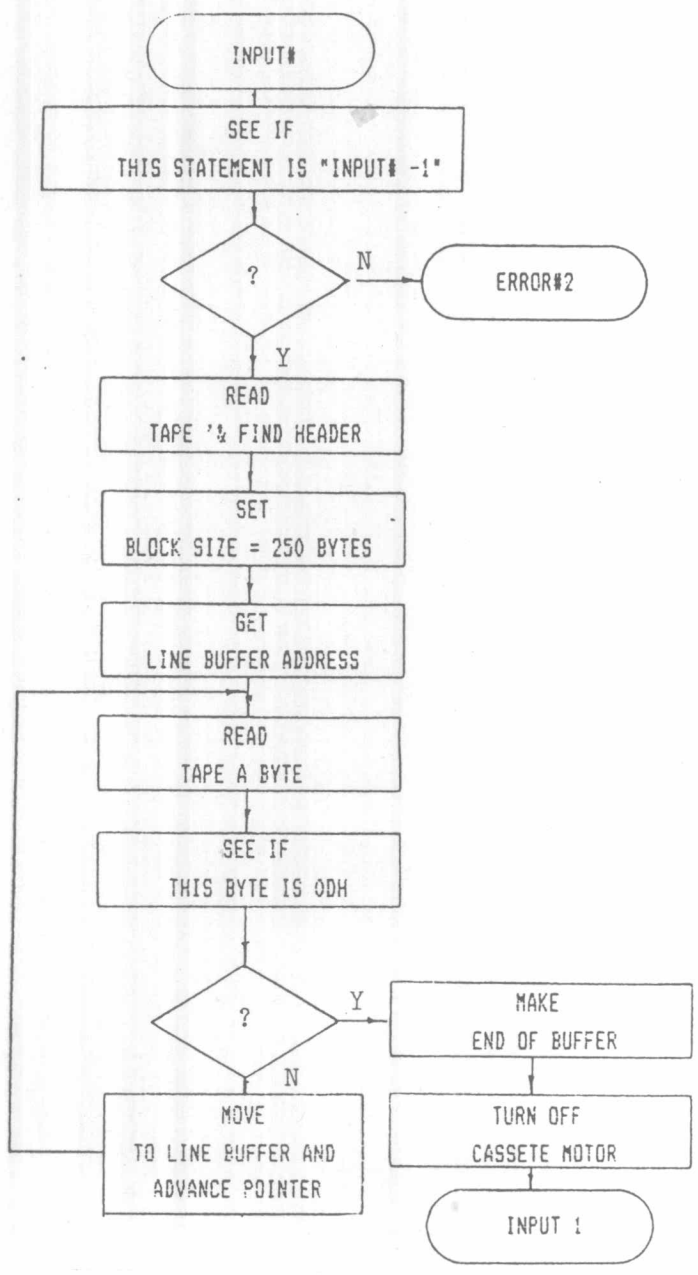 INPUT#
SEE IF
THIS STATEMENT IS "INPUT# -1"
?
N
ERROR#2
Y
READ
TAPE '& FIND HEADER
SET
BLOCK SIZE = 250 BYTES
GET
LINE BUFFER ADDRESS
READ
TAPE A BYTE
SEE IF
THIS BYTE IS 0DH
?
Y
MAKE
END OF BUFFER
N
MOVE
TO LINE BUFFER AND
ADVANCE POINTER
TURN OFF
CASSETE MOTOR
INPUT 1